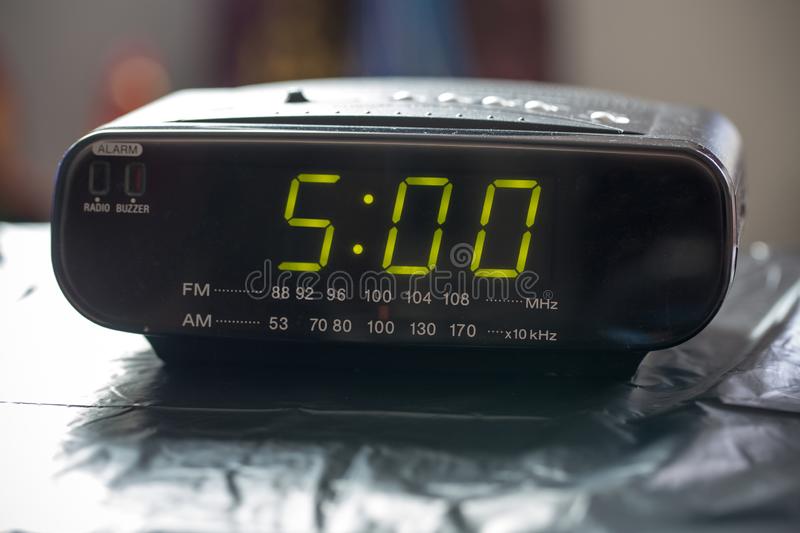 ALARM
RADIO BUZZER
5:00
FM ········ 88 92 96 100 104 108 ······· MHz
AM ········ 53 70 80 100 130 170 ···· x10 kHz
dreamstime